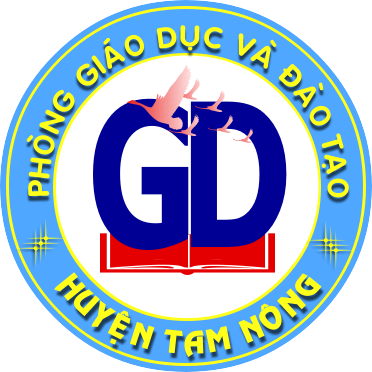 PHÒNG GIÁO DỤC VÀ ĐÀO TẠO
GD
HUYỆN TAM NÔNG